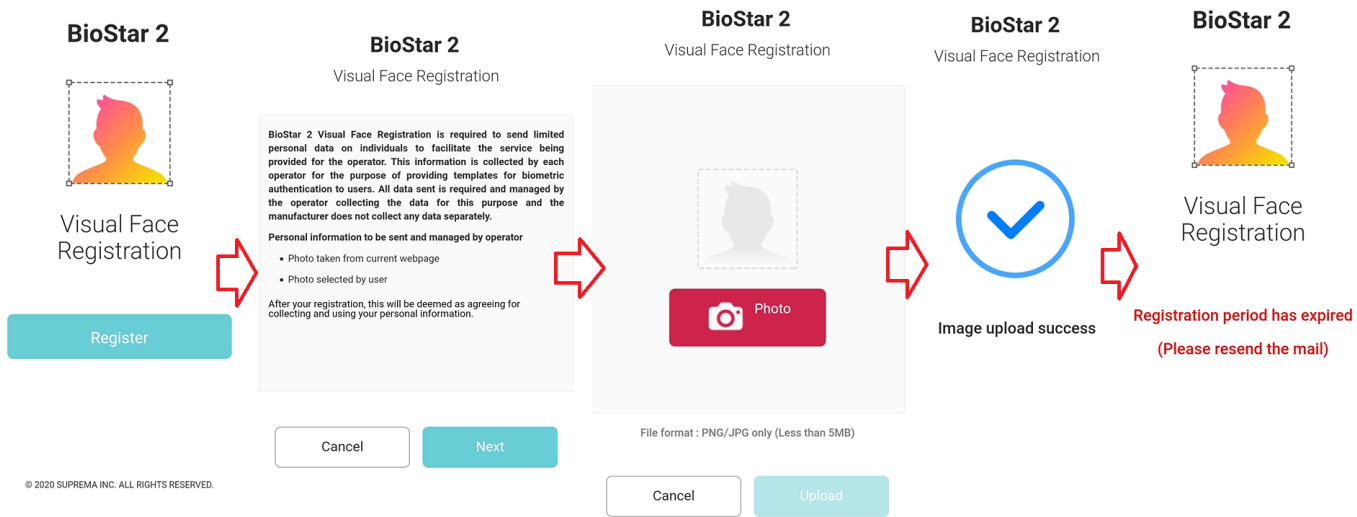 BioStar 2
Visual Face
Registration
Register
© 2020 SUPREMA INC. ALL RIGHTS RESERVED.
BioStar 2
Visual Face Registration
BioStar 2 Visual Face Registration is required to send limited
personal data on individuals to facilitate the service being
provided for the operator. This information is collected by each
operator for the purpose of providing templates for biometric
authentication to users. All data sent is required and managed by
the operator collecting the data for this purpose and the
manufacturer does not collect any data separately.
Personal information to be sent and managed by operator
▪ Photo taken from current webpage
▪ Photo selected by user
After your registration, this will be deemed as agreeing for
collecting and using your personal information.
Cancel
Next
BioStar 2
Visual Face Registration
Photo
File format : PNG/JPG only (Less than 5MB)
Cancel
Upload
BioStar 2
Visual Face Registration
Image upload success
BioStar 2
Visual Face
Registration
Registration period has expired
(Please resend the mail)